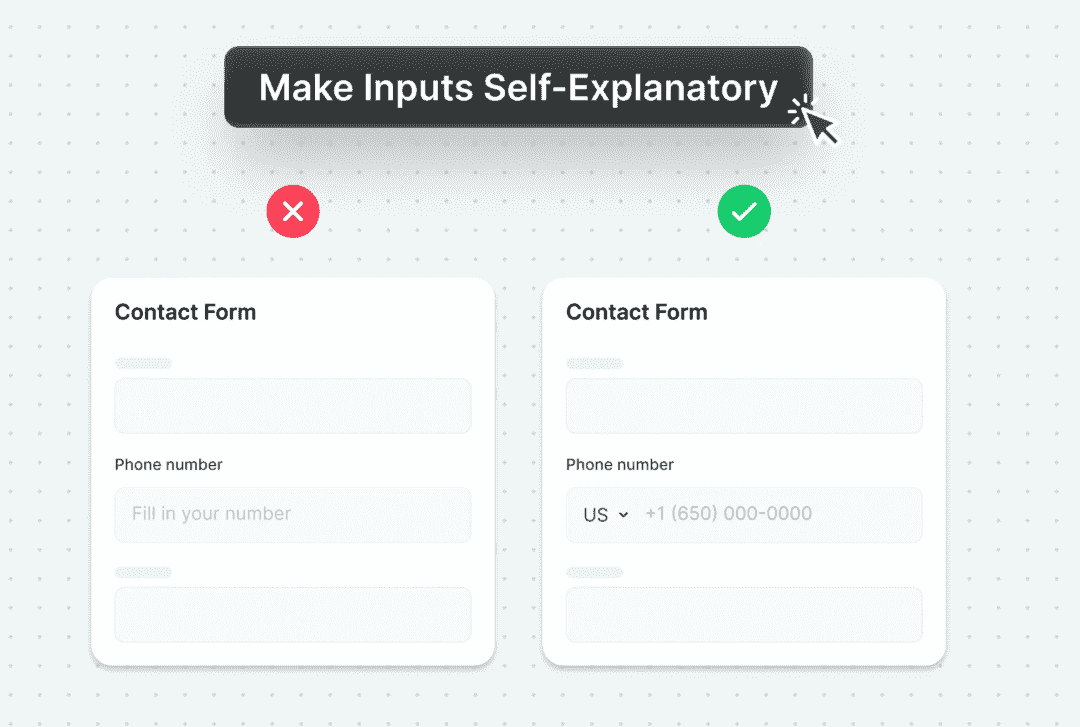 Make Inputs Self-Explanatory
Contact Form
Phone number
Fill in your number
Contact Form
Phone number
US +1 (650) 000-0000